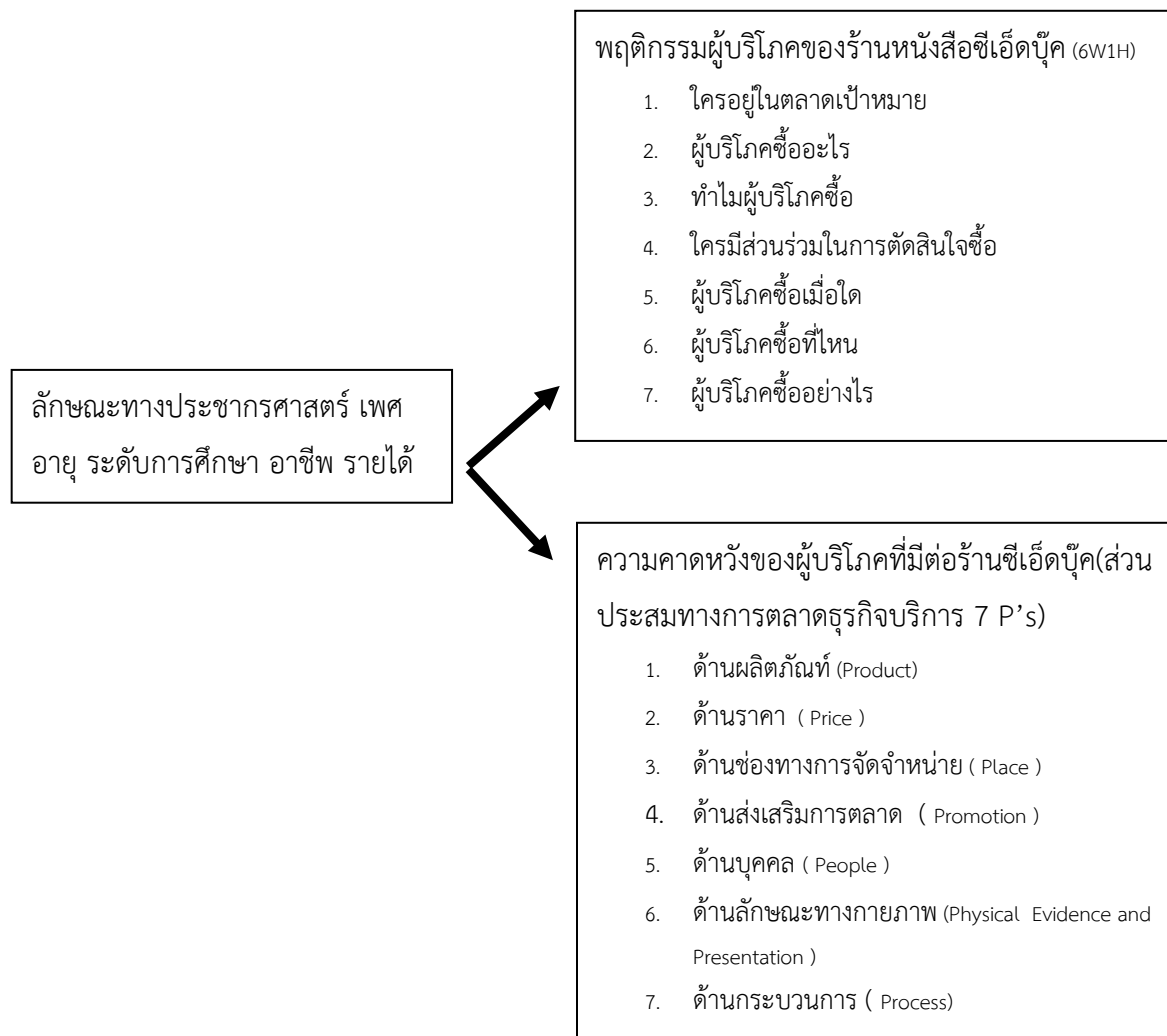 พฤติกรรมผู้บริโภคของร้านหนังสือซีเอ็ดบุ๊ค (6W1H)
1. ใครอยู่ในตลาดเป้าหมาย
2. ผู้บริโภคซื้ออะไร
3. ทำไมผู้บริโภคซื้อ
4. ใครมีส่วนร่วมในการตัดสินใจซื้อ
5. ผู้บริโภคซื้อเมื่อใด
6. ผู้บริโภคซื้อที่ไหน
7. ผู้บริโภคซื้ออย่างไร
ลักษณะทางประชากรศาสตร์ เพศ
อายุ ระดับการศึกษา อาชีพ รายได้
ความคาดหวังของผู้บริโภคที่มีต่อร้านซีเอ็ดบุ๊ค(ส่วน
ประสมทางการตลาดธุรกิจบริการ 7 P’s)
1. ด้านผลิตภัณท์ (Product)
2. ด้านราคา ( Price )
3. ด้านช่องทางการจัดจำหน่าย ( Place )
4. ด้านส่งเสริมการตลาด ( Promotion )
5. ด้านบุคคล ( People )
6. ด้านลักษณะทางกายภาพ (Physical Evidence and
Presentation )
7. ด้านกระบวนการ ( Process)